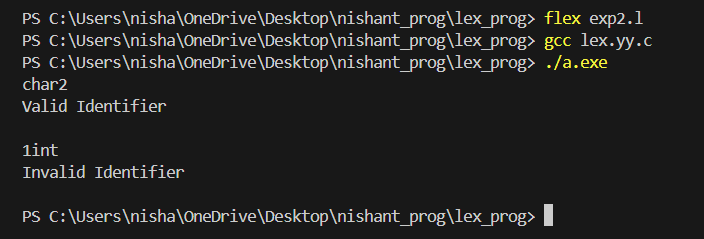 PS C:\Users\nisha\OneDrive\Desktop\nishant_prog\lex_prog> flex exp2.l
PS C:\Users\nisha\OneDrive\Desktop\nishant_prog\lex_prog> gcc lex.yy.c
PS C:\Users\nisha\OneDrive\Desktop\nishant_prog\lex_prog> ./a.exe
char2
Valid Identifier
1int
Invalid Identifier
PS C:\Users\nisha\OneDrive\Desktop\nishant_prog\lex_prog>